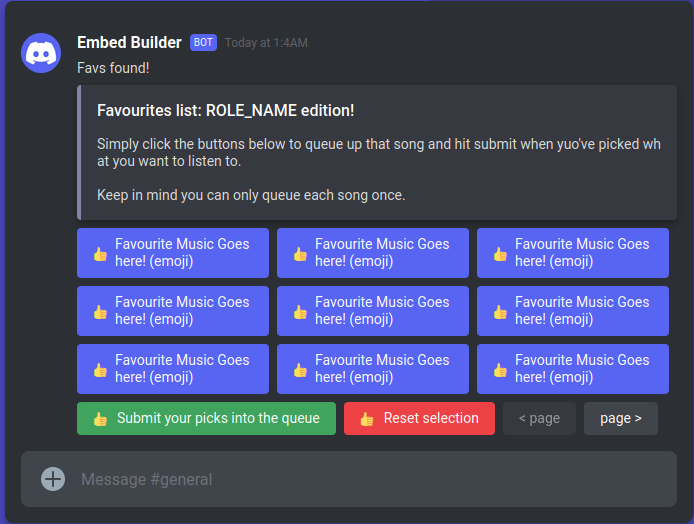 Embed Builder BOT Today at 1:4AM
Favs found!
Favourites list: ROLE_NAME edition!
Simply click the buttons below to queue up that song and hit submit when yuo've picked wh
at you want to listen to.
Keep in mind you can only queue each song once.
Favourite Music Goes Favourite Music Goes Favourite Music Goes
here! (emoji) here! (emoji) here! (emoji)
Favourite Music Goes Favourite Music Goes Favourite Music Goes
here! (emoji) here! (emoji) here! (emoji)
Favourite Music Goes Favourite Music Goes Favourite Music Goes
here! (emoji) here! (emoji) here! (emoji)
Submit your picks into the queue Reset selection < page page >
Message #general